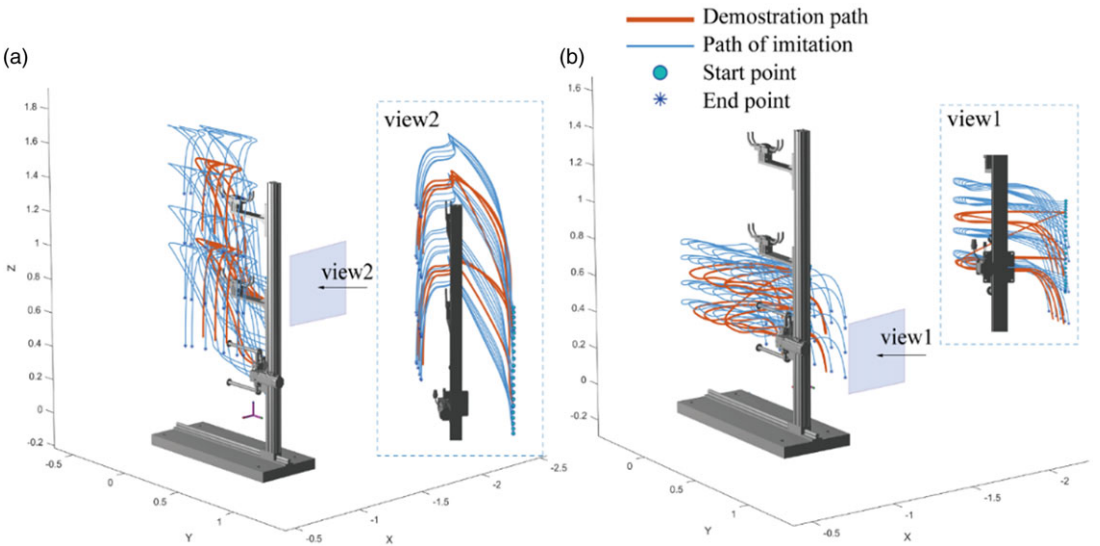 Demostration path
Path of imitation
Start point
End point
(a)
(b)
view2
view2
view1
view1
1.8
1.6
1.4
1.2
1
0.8
0.6
0.4
0.2
0
-0.2
Z
-0.5
0
0.5
1
Y
-0.5
-1
-1.5
-2
-2.5
X
1.6
1.4
1.2
1
0.8
0.6
0.4
0.2
0
-0.2
0
0.5
1
Y
-0.5
-1
-1.5
-2
X